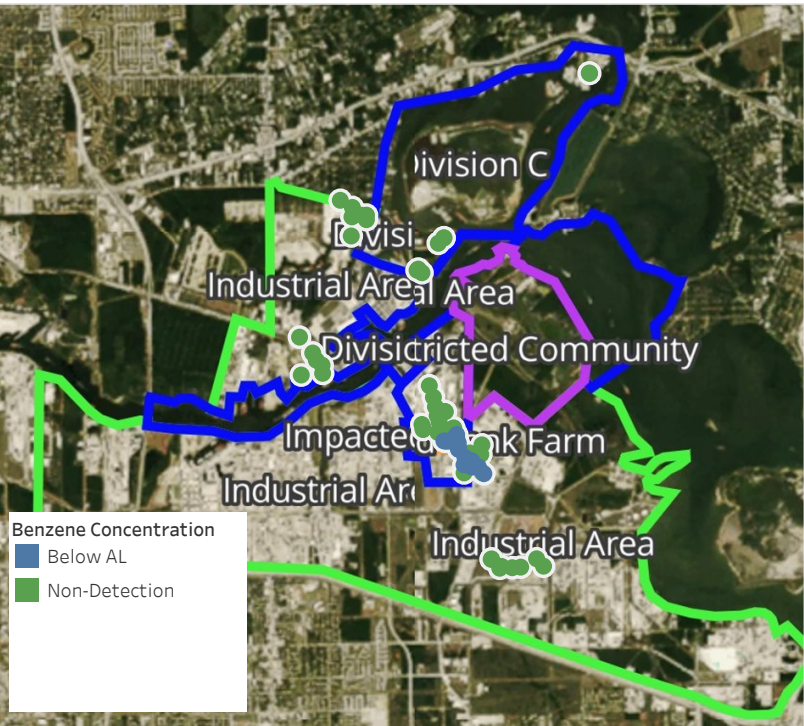 Division C
Divisi
Industrial Area
al Area
Divisi
tricted Community
Impacted
nk Farm
Industrial Are
Industrial Area
Benzene Concentration
Below AL
Non-Detection